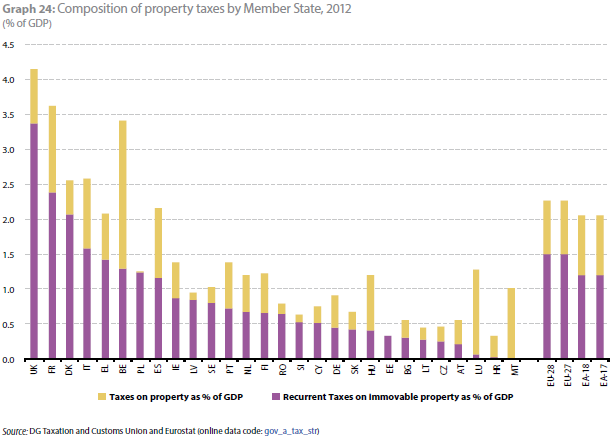 Graph 24: Composition of property taxes by Member State, 2012
(% of GDP)
4.5
4.0
3.5
3.0
2.5
2.0
1.5
1.0
0.5
0.0
UK FR DK IT EL BE PL ES IE LV SE PT NL FI RO SI CY DE SK HU EE BG LT CZ AT LU HR MT EU-28 EU-27 EA-18 EA-17
Taxes on property as % of GDP Recurrent Taxes on Immovable property as % of GDP
Source: DG Taxation and Customs Union and Eurostat (online data code: gov_a_tax_str)